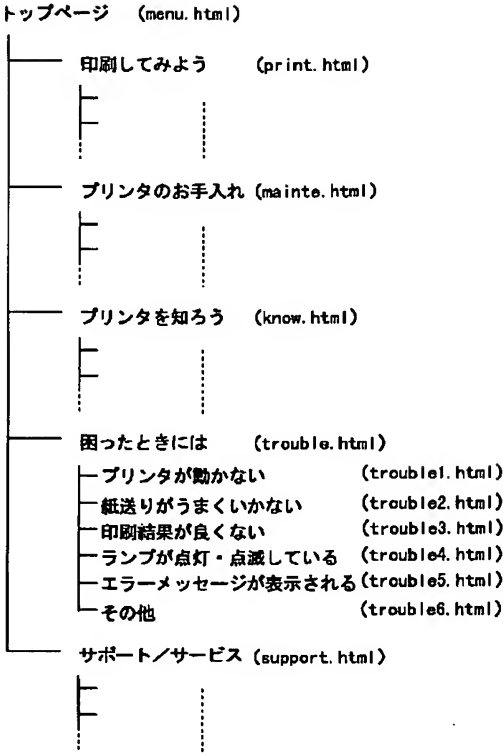 トップページ (menu.html)
印刷してみよう (print.html)
プリンタのお手入れ (mainte.html)
プリンタを知ろう (know.html)
困ったときには (trouble.html)
プリンタが動かない (trouble1.html)
紙送りがうまくいかない (trouble2.html)
印刷結果が良くない (trouble3.html)
ランプが点灯・点滅している (trouble4.html)
エラーメッセージが表示される (trouble5.html)
その他 (trouble6.html)
サポート／サービス (support.html)